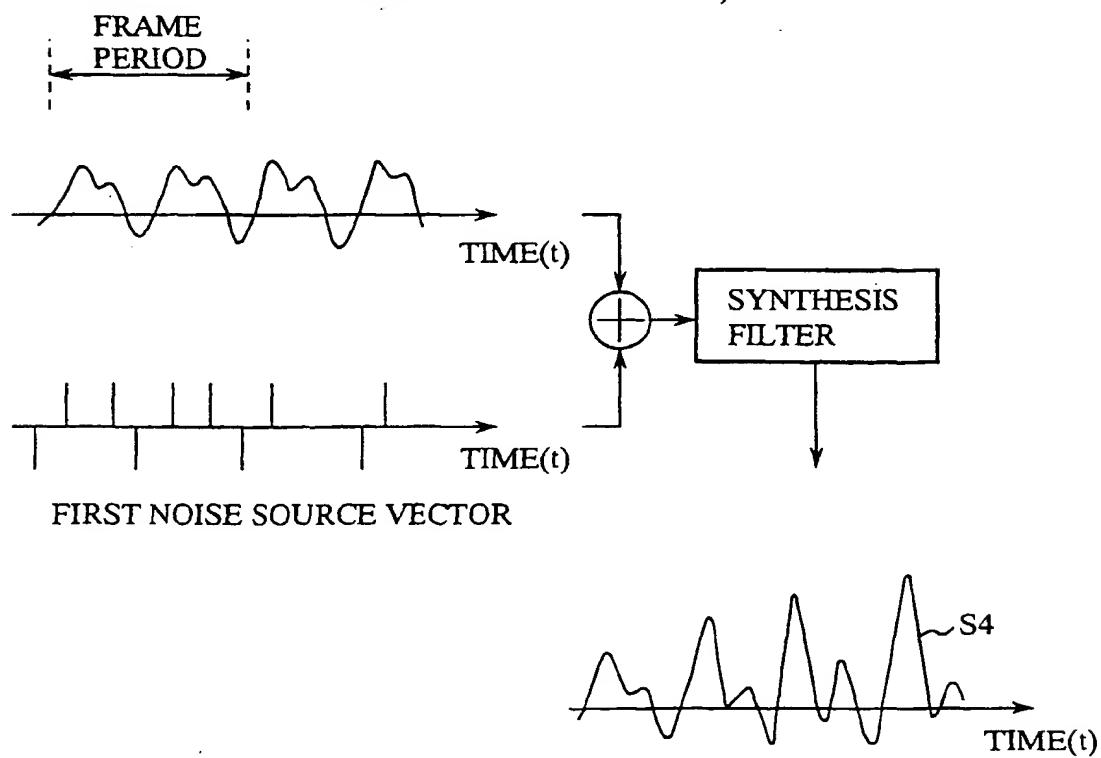 FRAME
PERIOD
TIME(t)
SYNTHESIS
FILTER
TIME(t)
FIRST NOISE SOURCE VECTOR
S4
TIME(t)